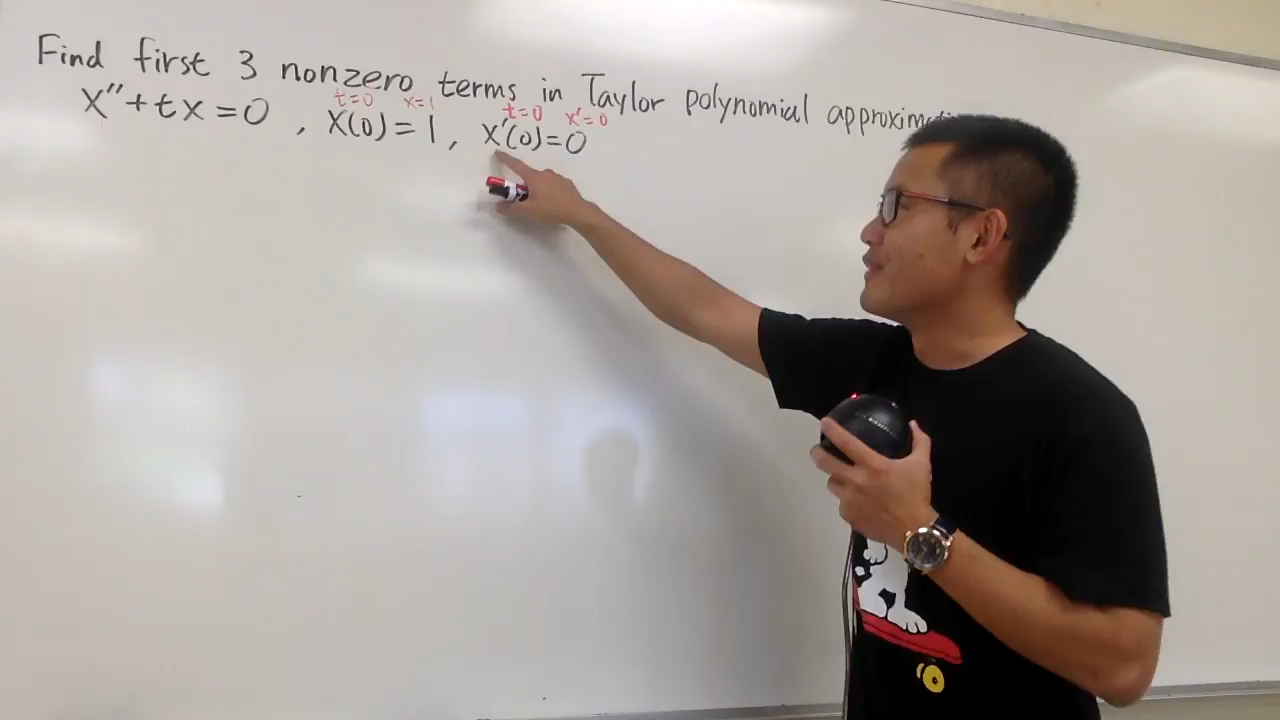 Find first 3 nonzero terms in Taylor polynomial
t=0 x=1 t=0 x'=0
x''+tx=0 , x(0)=1, x'(0)=0